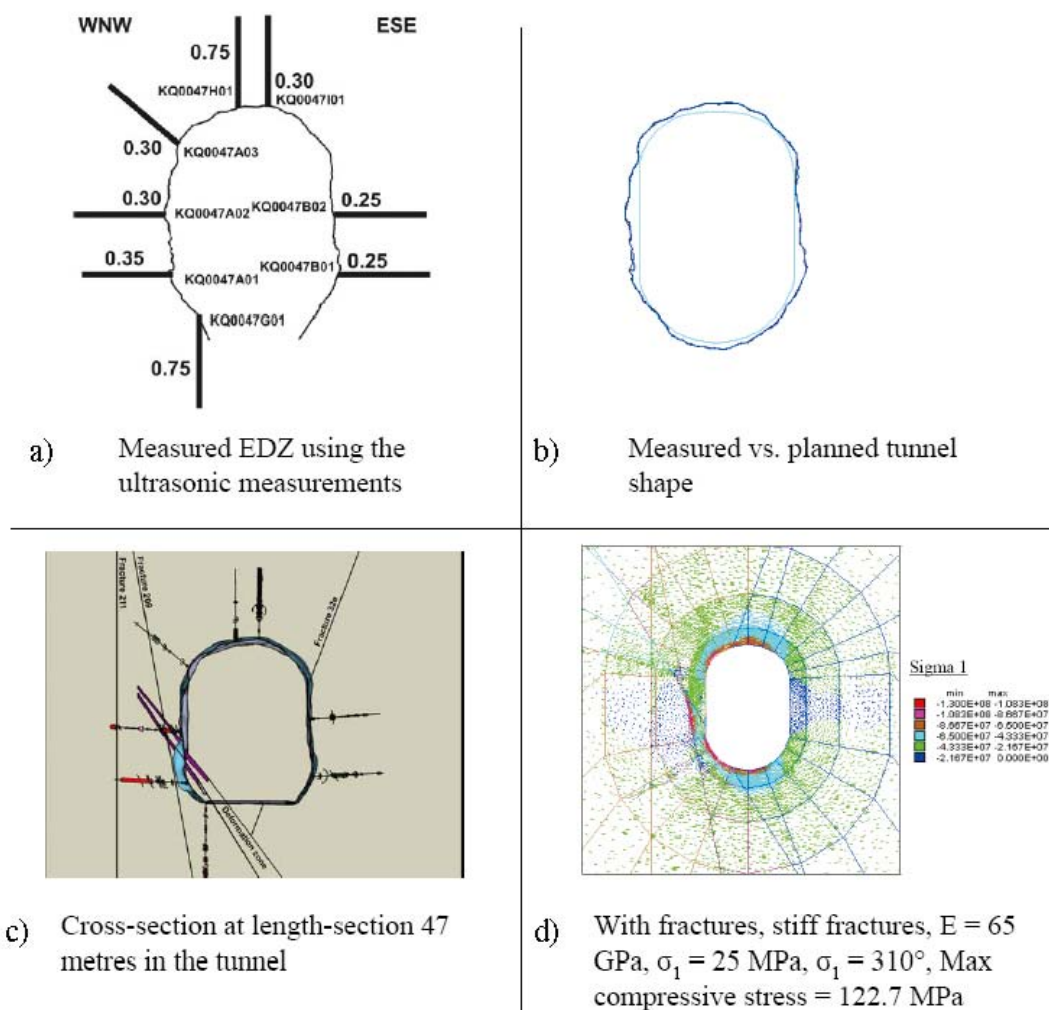 WNW
ESE
0.75
0.30
KQ0047H01
KQ0047I01
0.30
KQ0047A03
0.30
KQ0047A02
KQ0047B02
0.25
0.35
KQ0047A01
KQ0047B01
0.25
KQ0047G01
0.75
a) Measured EDZ using the
ultrasonic measurements
b) Measured vs. planned tunnel
shape
Fracture 211
Fracture 209
Fracture 32a
Deformation zone
c) Cross-section at length-section 47
metres in the tunnel
Sigma 1
min max
-1.300E+08 -1.083E+08
-1.083E+08 -8.667E+07
-8.667E+07 -6.500E+07
-6.500E+07 -4.333E+07
-4.333E+07 -2.167E+07
-2.167E+07 0.000E+00
d) With fractures, stiff fractures, E = 65
GPa, σ₁ = 25 MPa, σ₁ = 310°, Max
compressive stress = 122.7 MPa